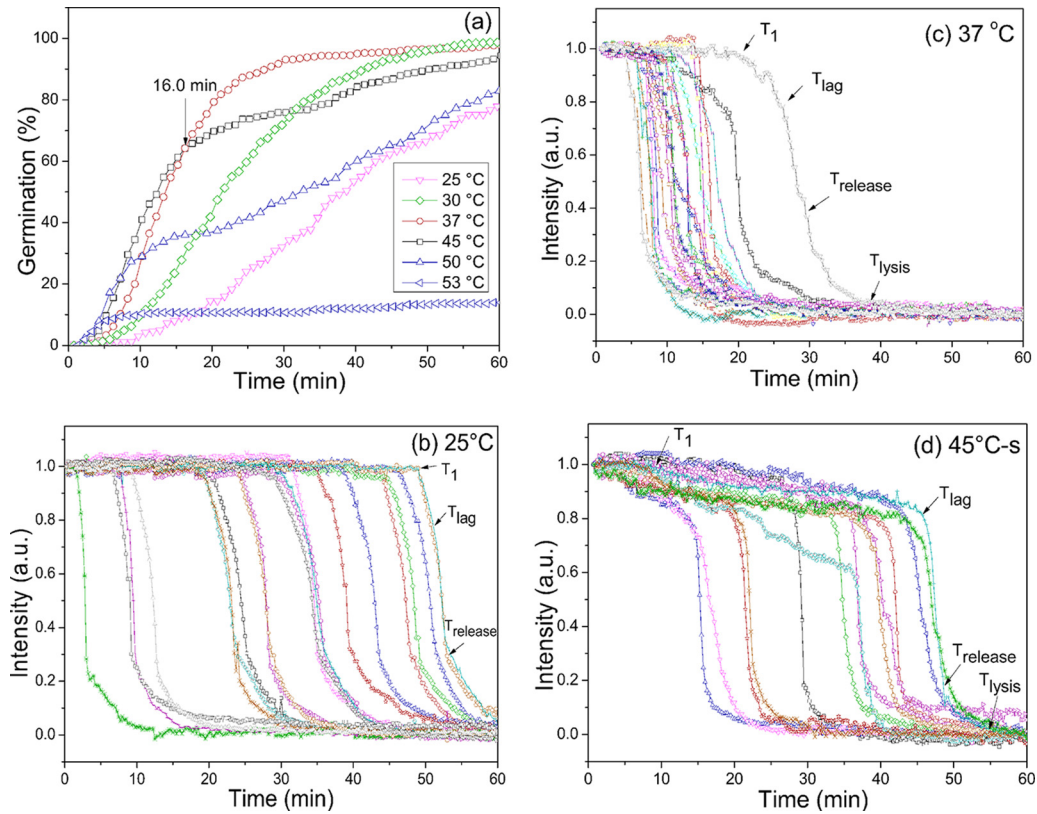 (a)
100
80
60
40
20
0
Germination (%)
16.0 min
25 °C
30 °C
37 °C
45 °C
50 °C
53 °C
0 10 20 30 40 50 60
Time (min)
(c) 37 °C
1.0
0.8
0.6
0.4
0.2
0.0
Intensity (a.u.)
T1
Tlag
Trelease
Tlysis
0 10 20 30 40 50 60
Time (min)
(b) 25°C
1.0
0.8
0.6
0.4
0.2
0.0
Intensity (a.u.)
T1
Tlag
Trelease
0 10 20 30 40 50 60
Time (min)
(d) 45°C-s
1.0
0.8
0.6
0.4
0.2
0.0
Intensity (a.u.)
T1
Tlag
Trelease
Tlysis
0 10 20 30 40 50 60
Time (min)